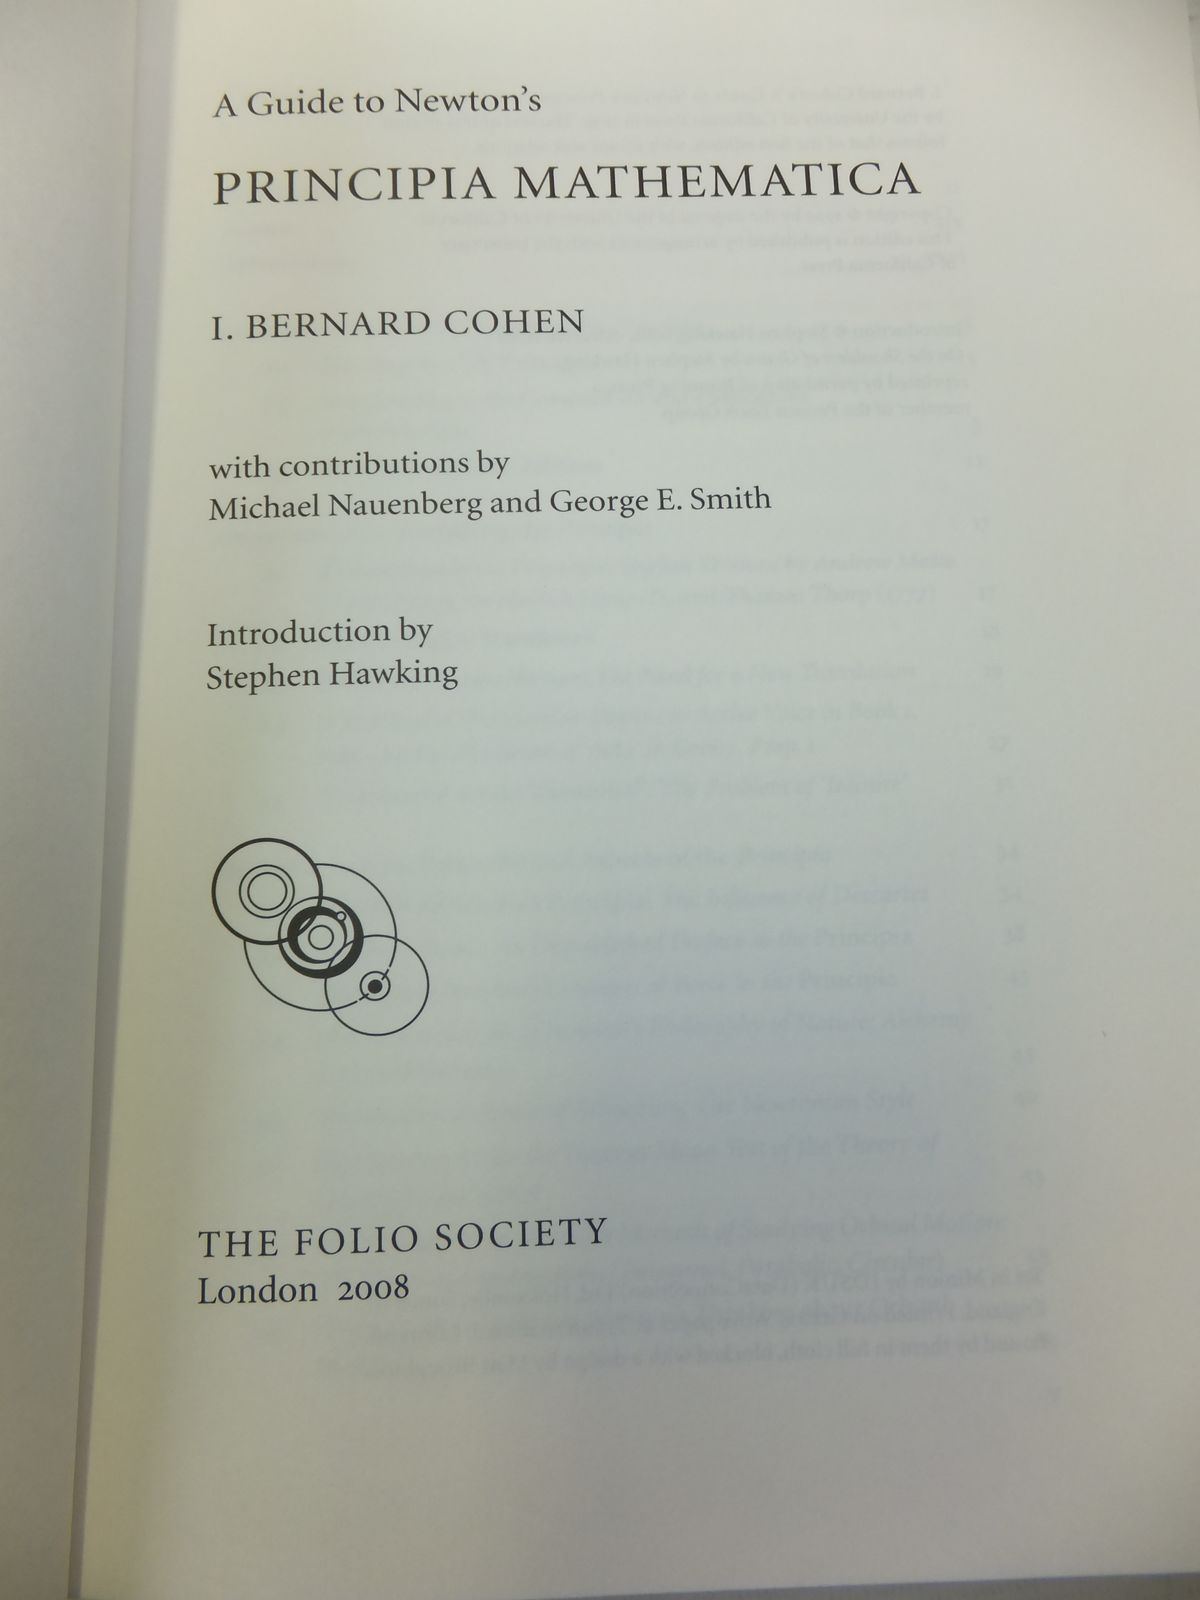 A Guide to Newton's
PRINCIPIA MATHEMATICA
I. BERNARD COHEN
with contributions by
Michael Nauenberg and George E. Smith
Introduction by
Stephen Hawking
THE FOLIO SOCIETY
London 2008